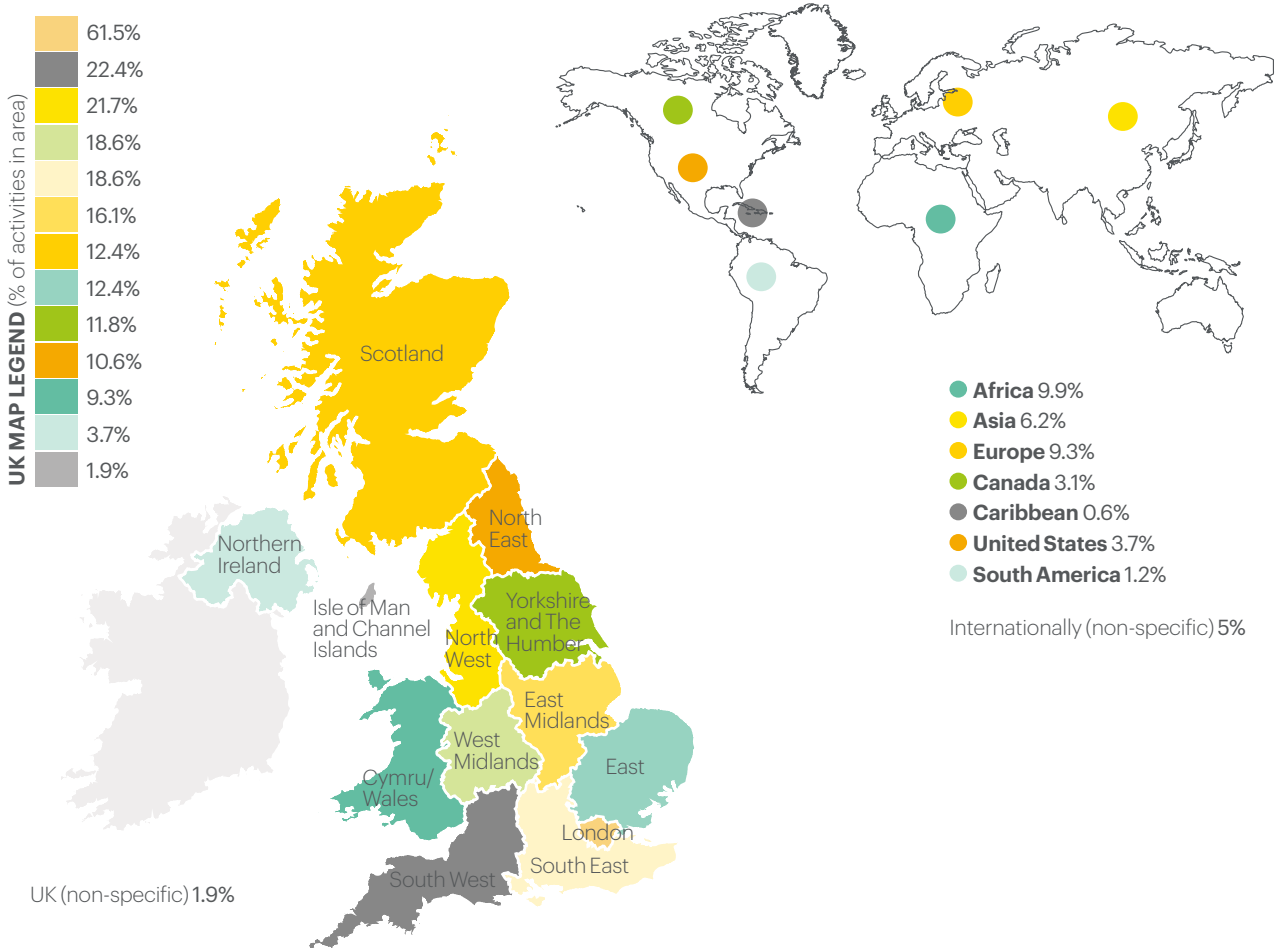 61.5%
22.4%
21.7%
18.6%
18.6%
16.1%
12.4%
12.4%
11.8%
10.6%
9.3%
3.7%
1.9%
UK MAP LEGEND (% of activities in area)
Scotland
North
East
Northern
Ireland
Isle of Man
and Channel
Islands
Yorkshire
and The
Humber
North
West
East
Midlands
West
Midlands
East
Cymru/
Wales
London
South East
South West
UK (non-specific) 1.9%
Africa 9.9%
Asia 6.2%
Europe 9.3%
Canada 3.1%
Caribbean 0.6%
United States 3.7%
South America 1.2%
Internationally (non-specific) 5%